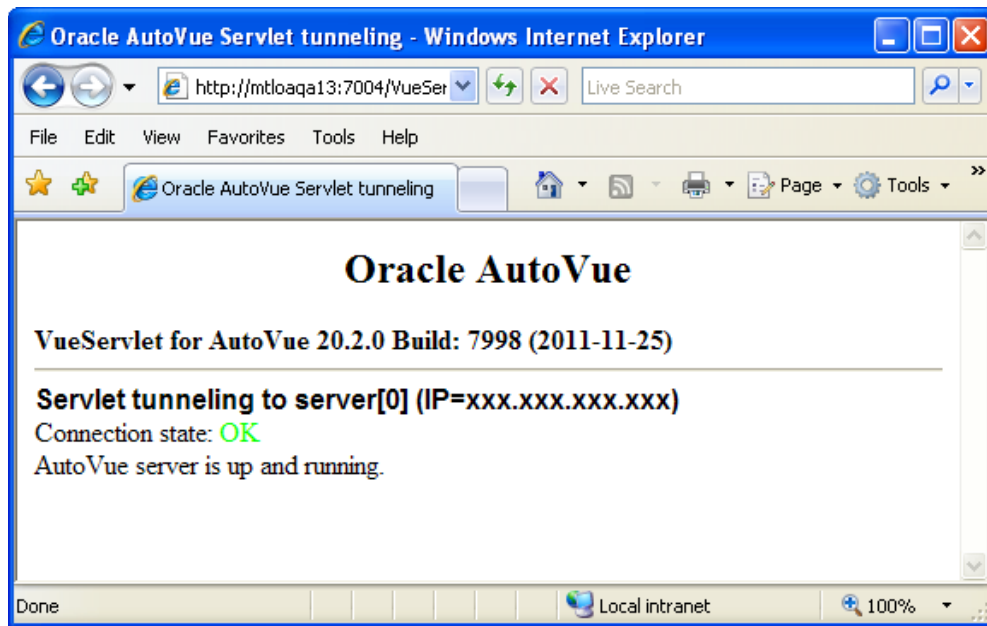 Oracle AutoVue Servlet tunneling - Windows Internet Explorer
http://mtloaqa13:7004/VueSer
Live Search
File Edit View Favorites Tools Help
Oracle AutoVue Servlet tunneling
Page Tools »
Oracle AutoVue
VueServlet for AutoVue 20.2.0 Build: 7998 (2011-11-25)
Servlet tunneling to server[0] (IP=xxx.xxx.xxx.xxx)
Connection state: OK
AutoVue server is up and running.
Done Local intranet 100%